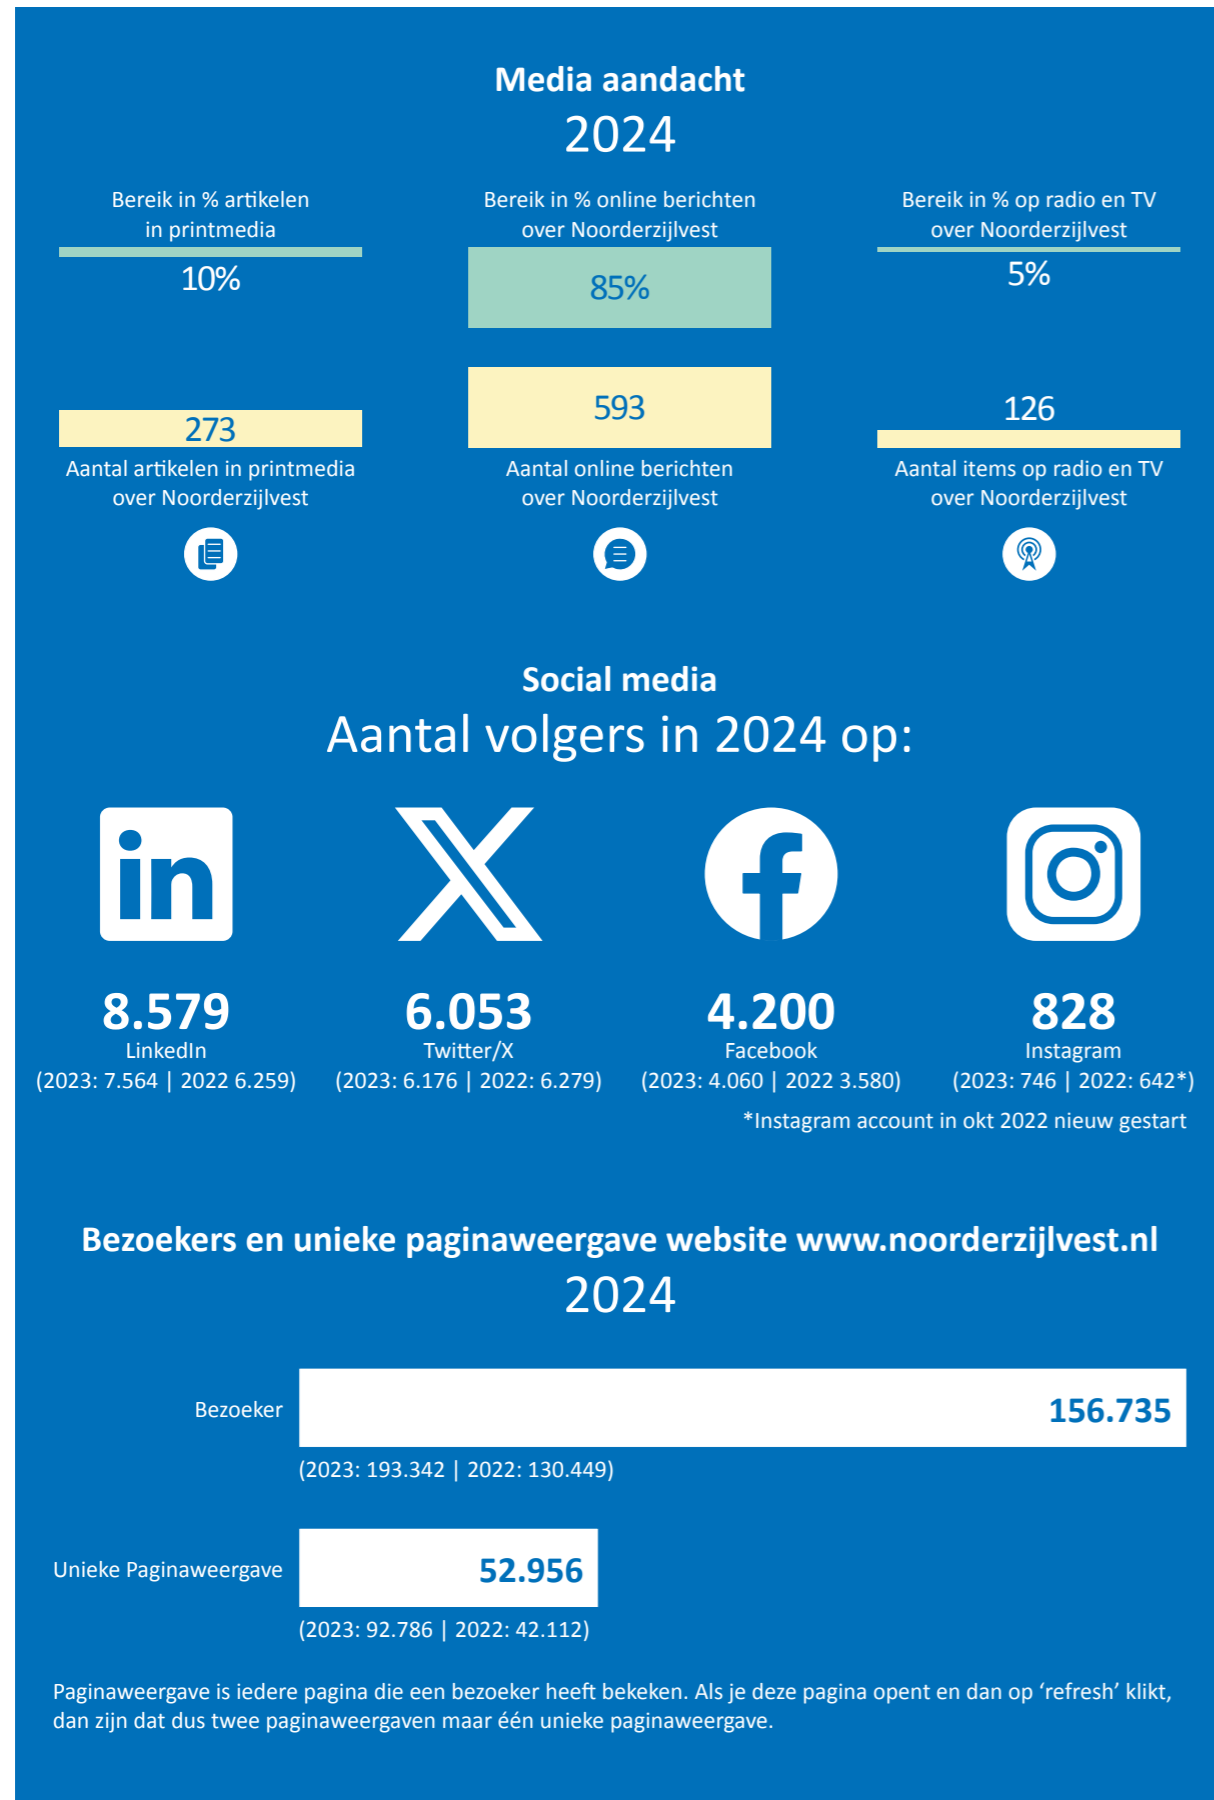 Media aandacht
2024
Bereik in % artikelen
in printmedia
10%
Bereik in % online berichten
over Noorderzijlvest
85%
Bereik in % op radio en TV
over Noorderzijlvest
5%
273
Aantal artikelen in printmedia
over Noorderzijlvest
593
Aantal online berichten
over Noorderzijlvest
126
Aantal items op radio en TV
over Noorderzijlvest
Social media
Aantal volgers in 2024 op:
in
8.579
LinkedIn
(2023: 7.564 | 2022 6.259)
6.053
Twitter/X
(2023: 6.176 | 2022: 6.279)
4.200
Facebook
(2023: 4.060 | 2022 3.580)
828
Instagram
(2023: 746 | 2022: 642*)
*Instagram account in okt 2022 nieuw gestart
Bezoekers en unieke paginaweergave website www.noorderzijlvest.nl
2024
Bezoeker
156.735
(2023: 193.342 | 2022: 130.449)
Unieke Paginaweergave
52.956
(2023: 92.786 | 2022: 42.112)
Paginaweergave is iedere pagina die een bezoeker heeft bekeken. Als je deze pagina opent en dan op ‘refresh’ klikt,
dan zijn dat dus twee paginaweergaven maar één unieke paginaweergave.